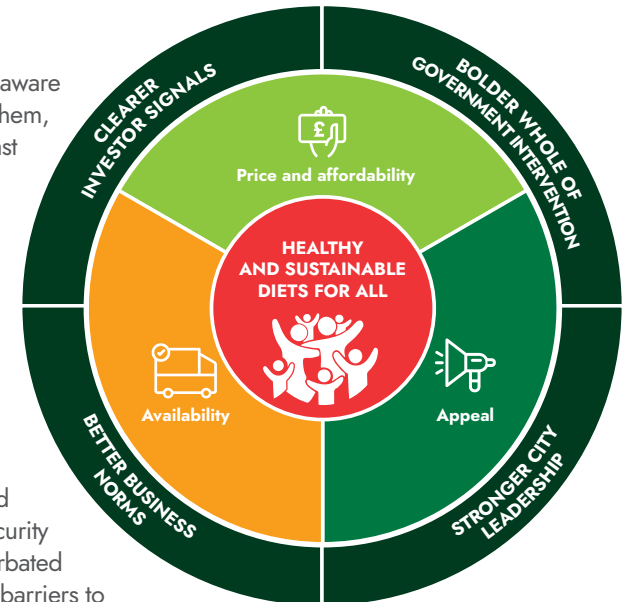 aware
hem,
ast
CLEARER
INVESTOR SIGNALS
BOLDER WHOLE OF
GOVERNMENT INTERVENTION
£
Price and affordability
HEALTHY
AND SUSTAINABLE
DIETS FOR ALL
Availability
Appeal
BETTER BUSINESS
NORMS
STRONGER CITY
LEADERSHIP
d
curity
rbated
barriers to